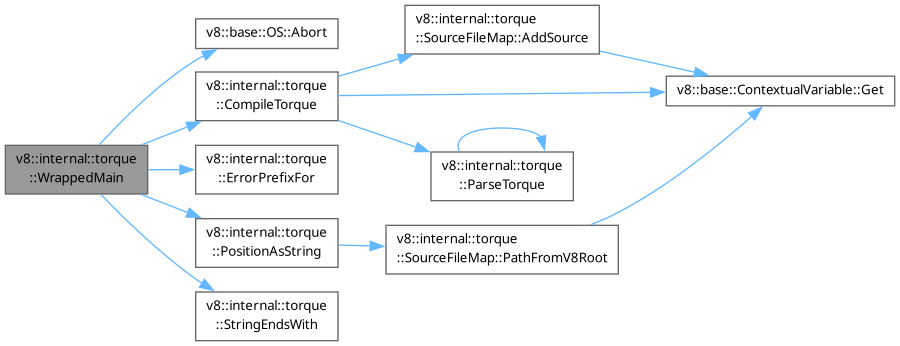 v8::internal::torque
::WrappedMain
v8::base::OS::Abort
v8::internal::torque
::CompileTorque
v8::internal::torque
::ErrorPrefixFor
v8::internal::torque
::PositionAsString
v8::internal::torque
::StringEndsWith
v8::internal::torque
::SourceFileMap::AddSource
v8::internal::torque
::ParseTorque
v8::internal::torque
::SourceFileMap::PathFromV8Root
v8::base::ContextualVariable::Get